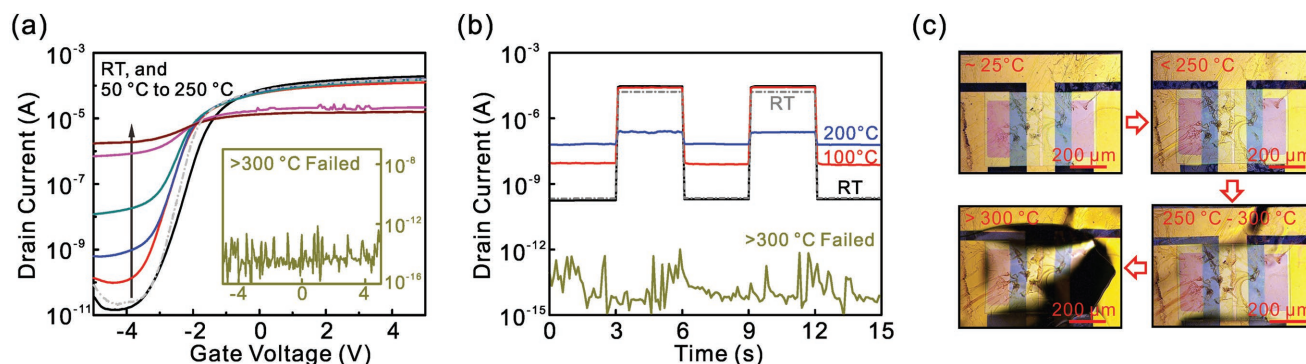 (a)
10⁻³
10⁻⁵
10⁻⁷
10⁻⁹
10⁻¹¹
Drain Current (A)
RT, and
50 °C to 250 °C
>300 °C Failed
10⁻⁸
10⁻¹²
10⁻¹⁶
-4 0 4
-4 -2 0 2 4
Gate Voltage (V)
(b)
10⁻³
10⁻⁶
10⁻⁹
10⁻¹²
10⁻¹⁵
Drain Current (A)
RT
200°C
100°C
RT
>300 °C Failed
0 3 6 9 12 15
Time (s)
(c)
~ 25°C
200 μm
< 250°C
200 μm
> 300 °C
200 μm
250°C - 300°C
200 μm